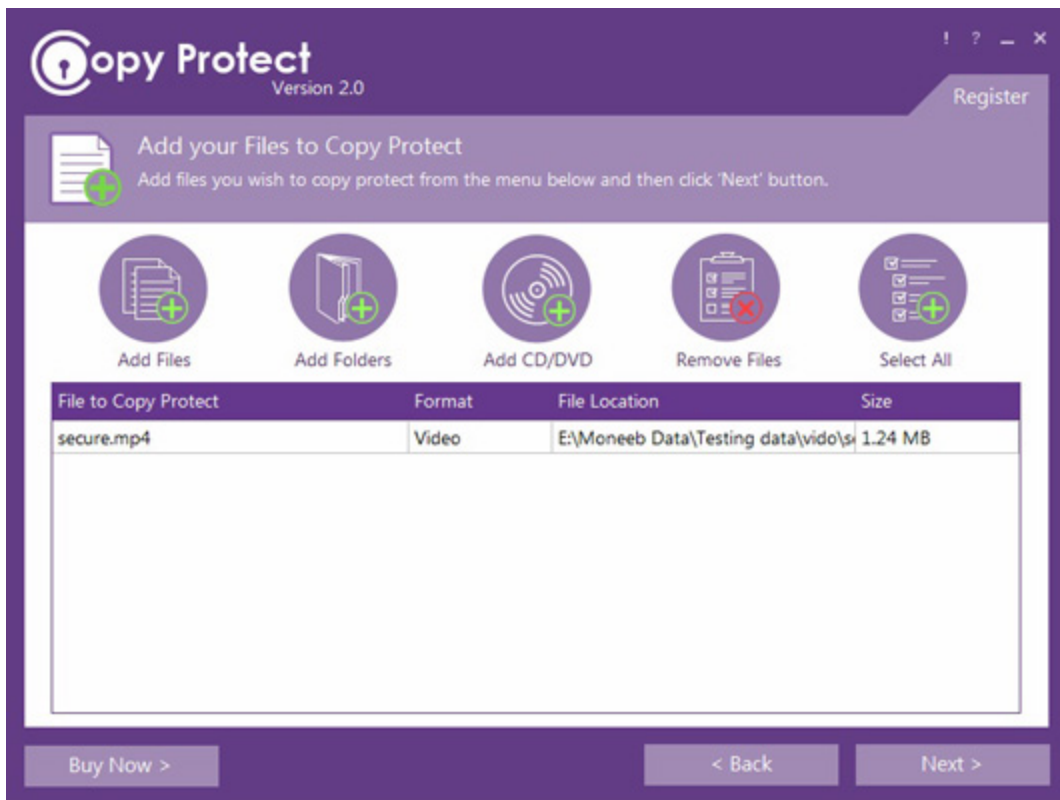 Copy Protect
Version 2.0
! ? _ ×
Register
Add your Files to Copy Protect
Add files you wish to copy protect from the menu below and then click 'Next' button.
Add Files Add Folders Add CD/DVD Remove Files Select All
File to Copy Protect Format File Location Size
secure.mp4 Video E:\Moneeb Data\Testing data\vido\s 1.24 MB
Buy Now > < Back Next >